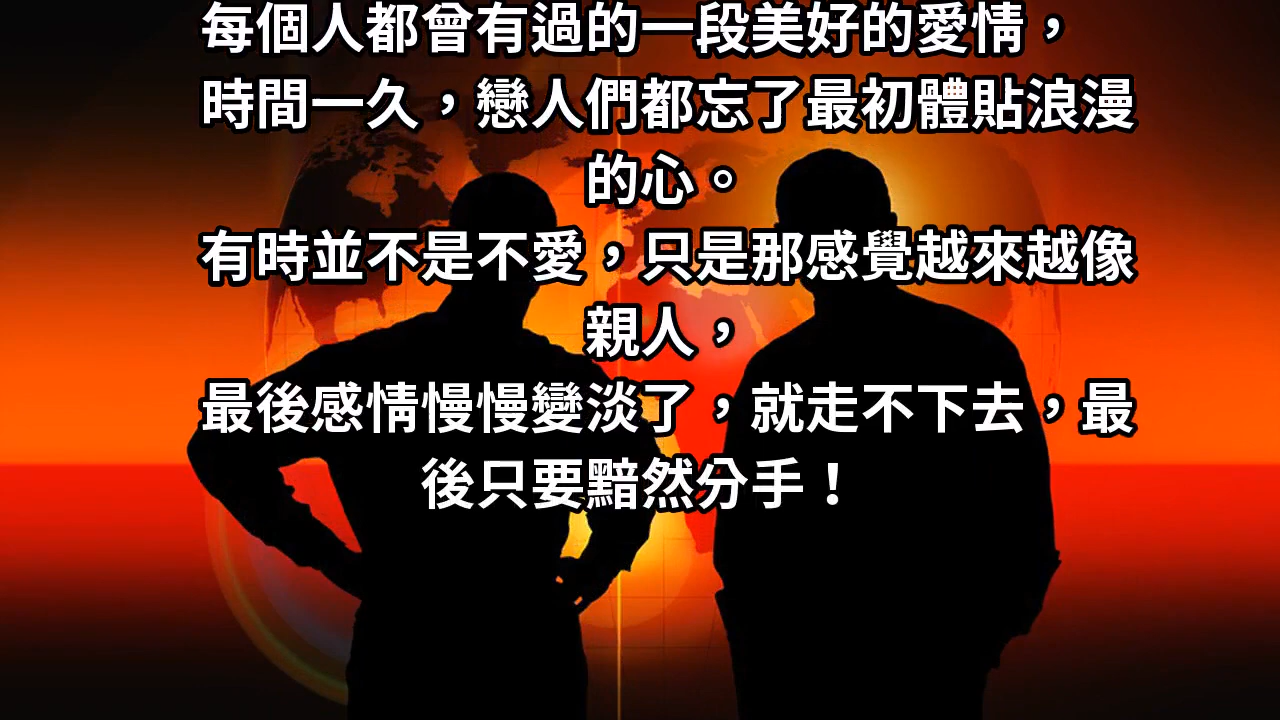 每個人都曾有過的一段美好的愛情，
時間一久，戀人們都忘了最初體貼浪漫
的心。
有時並不是不愛，只是那感覺越來越像
親人，
最後感情慢慢變淡了，就走不下去，最
後只要黯然分手！